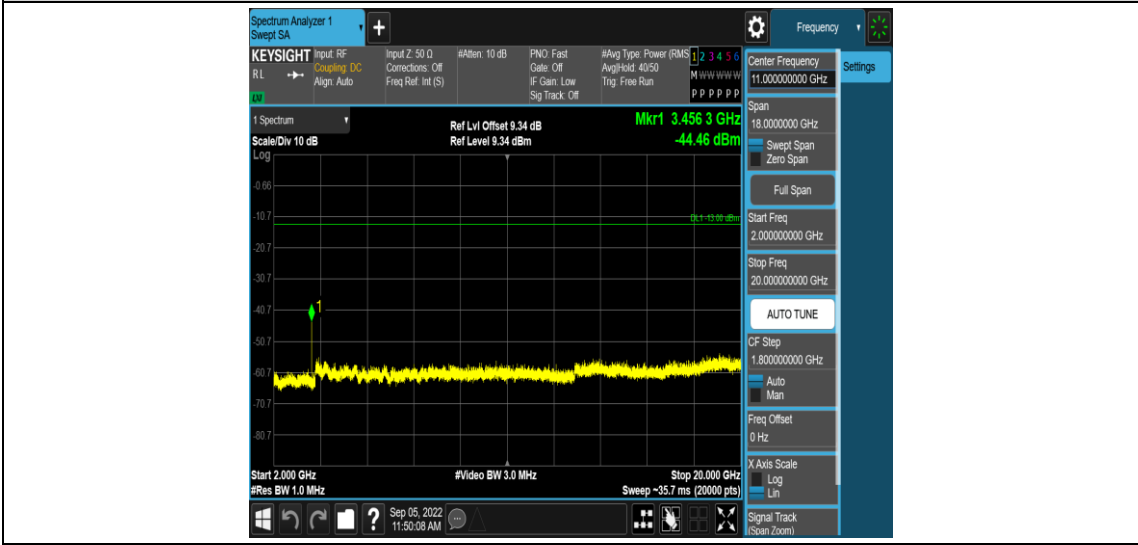 Spectrum Analyzer 1
Swept SA
+
Frequency
KEYSIGHT
RL
LM
Input: RF
Coupling: DC
Align: Auto
Input Z: 50 Ω
Corrections: Off
Freq Ref: Int (S)
#Atten: 10 dB
PNO: Fast
Gate: Off
IF Gain: Low
Sig Track: Off
#Avg Type: Power (RMS
Avg|Hold: 40/50
Trig: Free Run
1 2 3 4 5 6
M W W W W W
P P P P P P
1 Spectrum
Scale/Div 10 dB
Log
Ref Lvl Offset 9.34 dB
Ref Level 9.34 dBm
Mkr1 3.456 3 GHz
-44.46 dBm
-0.66
-10.7
DL1 -13.00 dBm
-20.7
-30.7
-40.7
1
-50.7
-60.7
-70.7
-80.7
Start 2.000 GHz
#Res BW 1.0 MHz
#Video BW 3.0 MHz
Stop 20.000 GHz
Sweep ~35.7 ms (20000 pts)
Center Frequency
11.000000000 GHz
Settings
Span
18.0000000 GHz
Swept Span
Zero Span
Full Span
Start Freq
2.000000000 GHz
Stop Freq
20.000000000 GHz
AUTO TUNE
CF Step
1.800000000 GHz
Auto
Man
Freq Offset
0 Hz
X Axis Scale
Log
Lin
Signal Track
(Span Zoom)
?
Sep 05, 2022
11:50:08 AM